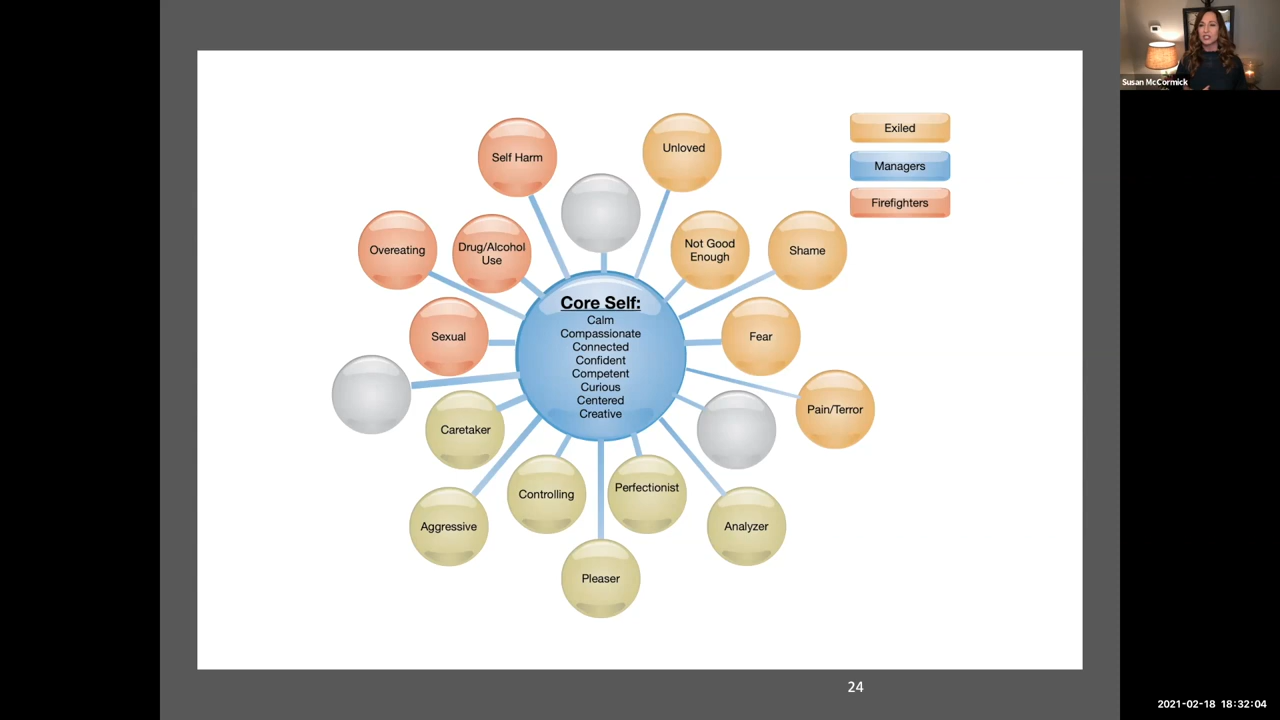 Susan McCormick
Exiled
Managers
Firefighters
Self Harm
Unloved
Overeating
Drug/Alcohol
Use
Not Good
Enough
Shame
Sexual
Fear
Core Self:
Calm
Compassionate
Connected
Confident
Competent
Curious
Centered
Creative
Caretaker
Pain/Terror
Aggressive
Controlling
Perfectionist
Analyzer
Pleaser
24
2021-02-18 18:32:04